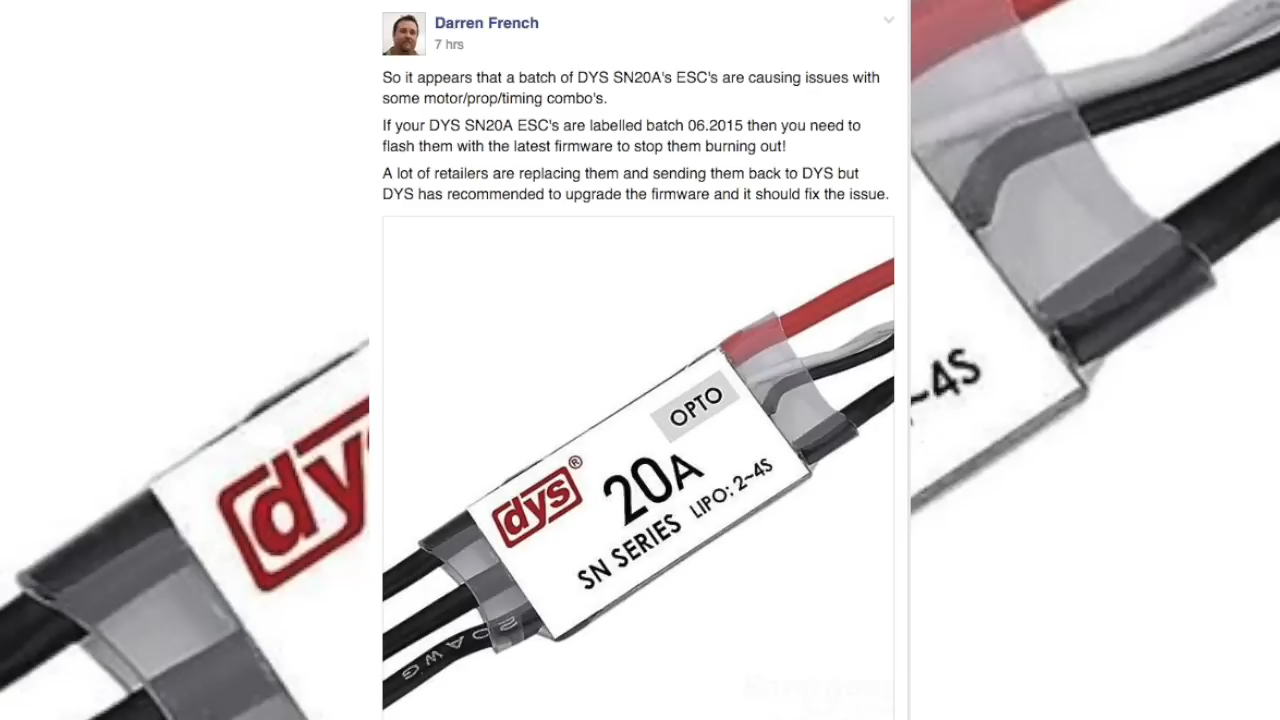 Darren French
7 hrs
So it appears that a batch of DYS SN20A's ESC's are causing issues with
some motor/prop/timing combo's.
If your DYS SN20A ESC's are labelled batch 06.2015 then you need to
flash them with the latest firmware to stop them burning out!
A lot of retailers are replacing them and sending them back to DYS but
DYS has recommended to upgrade the firmware and it should fix the issue.
OPTO
dys®
20A
SN SERIES LIPO: 2~4S
20AWG
dy
~4S